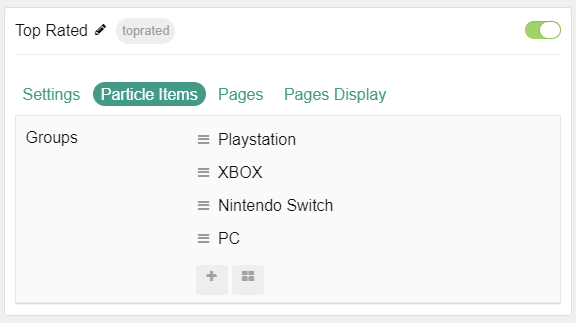 Top Rated toprated
Settings Particle Items Pages Pages Display
Groups Playstation
XBOX
Nintendo Switch
PC